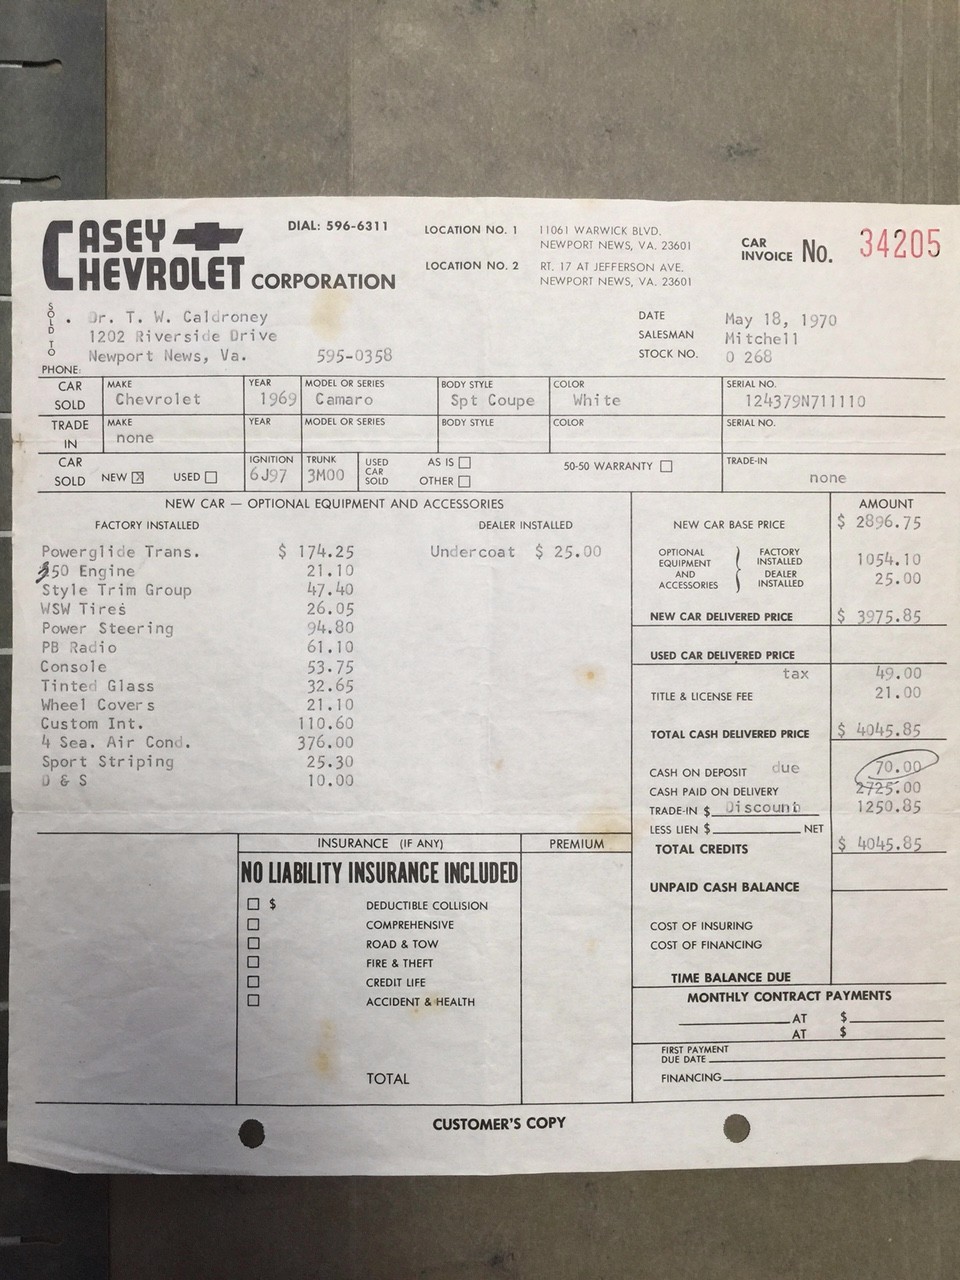 CASEY CHEVROLET CORPORATION
DIAL: 596-6311
LOCATION NO. 1 11061 WARWICK BLVD. NEWPORT NEWS, VA. 23601
LOCATION NO. 2 RT. 17 AT JEFFERSON AVE. NEWPORT NEWS, VA. 23601
CAR INVOICE No. 34205
SOLD TO Dr. T. W. Caldroney
1202 Riverside Drive
Newport News, Va. 595-0358
PHONE:
DATE May 18, 1970
SALESMAN Mitchell
STOCK NO. O 268
CAR SOLD MAKE Chevrolet YEAR 1969 MODEL OR SERIES Camaro BODY STYLE Spt Coupe COLOR White SERIAL NO. 124379N711110
TRADE IN MAKE none YEAR MODEL OR SERIES BODY STYLE COLOR SERIAL NO.
CAR SOLD NEW X USED IGNITION 6J97 TRUNK 3M00 USED CAR SOLD AS IS OTHER 50-50 WARRANTY TRADE-IN none
NEW CAR — OPTIONAL EQUIPMENT AND ACCESSORIES
FACTORY INSTALLED DEALER INSTALLED
Powerglide Trans. $ 174.25 Undercoat $ 25.00
350 Engine 21.10
Style Trim Group 47.40
WSW Tires 26.05
Power Steering 94.80
PB Radio 61.10
Console 53.75
Tinted Glass 32.65
Wheel Covers 21.10
Custom Int. 110.60
4 Sea. Air Cond. 376.00
Sport Striping 25.30
D & S 10.00
AMOUNT
NEW CAR BASE PRICE $ 2896.75
OPTIONAL EQUIPMENT AND ACCESSORIES
FACTORY INSTALLED 1054.10
DEALER INSTALLED 25.00
NEW CAR DELIVERED PRICE $ 3975.85
USED CAR DELIVERED PRICE
tax 49.00
TITLE & LICENSE FEE 21.00
TOTAL CASH DELIVERED PRICE $ 4045.85
CASH ON DEPOSIT due 70.00
CASH PAID ON DELIVERY 2725.00
TRADE-IN $ Discount 1250.85
LESS LIEN $ NET
TOTAL CREDITS $ 4045.85
UNPAID CASH BALANCE
COST OF INSURING
COST OF FINANCING
TIME BALANCE DUE
MONTHLY CONTRACT PAYMENTS
AT $
AT $
FIRST PAYMENT DUE DATE
FINANCING
INSURANCE (IF ANY) PREMIUM
NO LIABILITY INSURANCE INCLUDED
$ DEDUCTIBLE COLLISION
COMPREHENSIVE
ROAD & TOW
FIRE & THEFT
CREDIT LIFE
ACCIDENT & HEALTH
TOTAL
CUSTOMER'S COPY